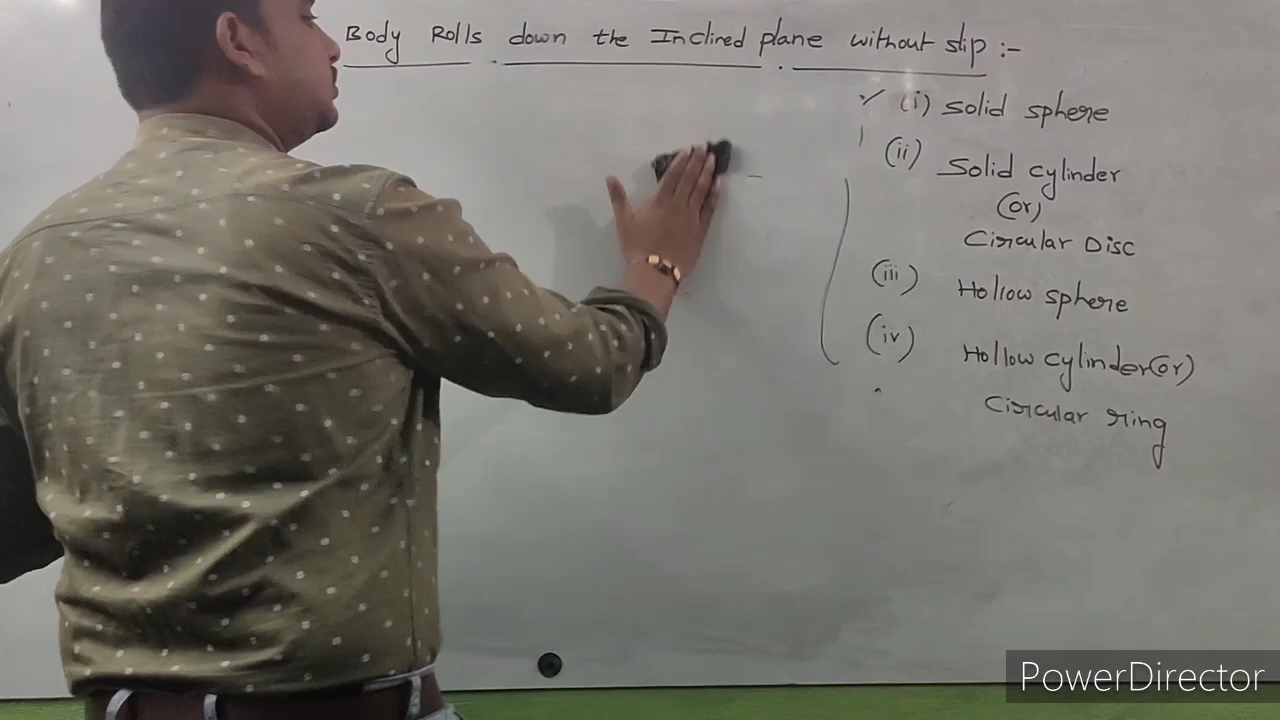 Body Rolls down the Inclined plane without slip :-
(i) Solid sphere
(ii) Solid cylinder
(or)
Circular Disc
(iii) Hollow sphere
(iv) Hollow cylinder(or)
Circular ring
PowerDirector